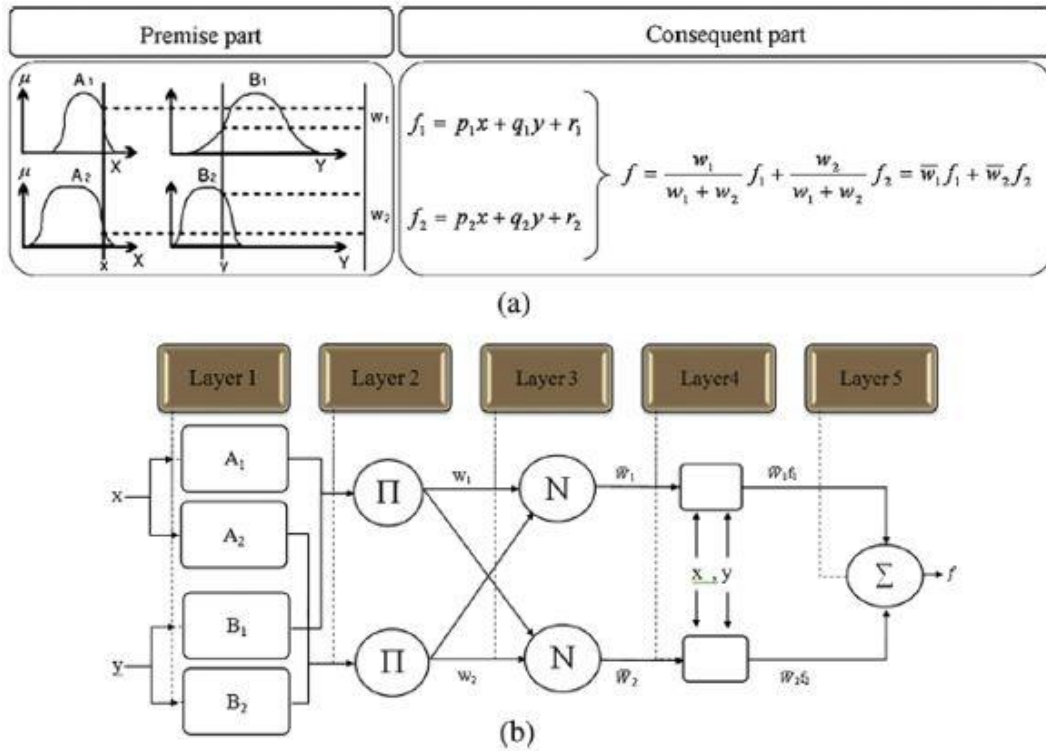 Premise part
Consequent part
μ A₁ B₁ w₁
X Y
μ A₂ B₂ w₂
x X y Y
f₁ = p₁x + q₁y + r₁
f₂ = p₂x + q₂y + r₂
f = w₁/(w₁ + w₂) f₁ + w₂/(w₁ + w₂) f₂ = w̅₁f₁ + w̅₂f₂
(a)
Layer 1 Layer 2 Layer 3 Layer4 Layer 5
A₁
x
A₂
B₁
y
B₂
Π w₁ N w̅₁ w̅₁f₁
x , y
Σ f
Π w₂ N w̅₂ w̅₂f₂
(b)